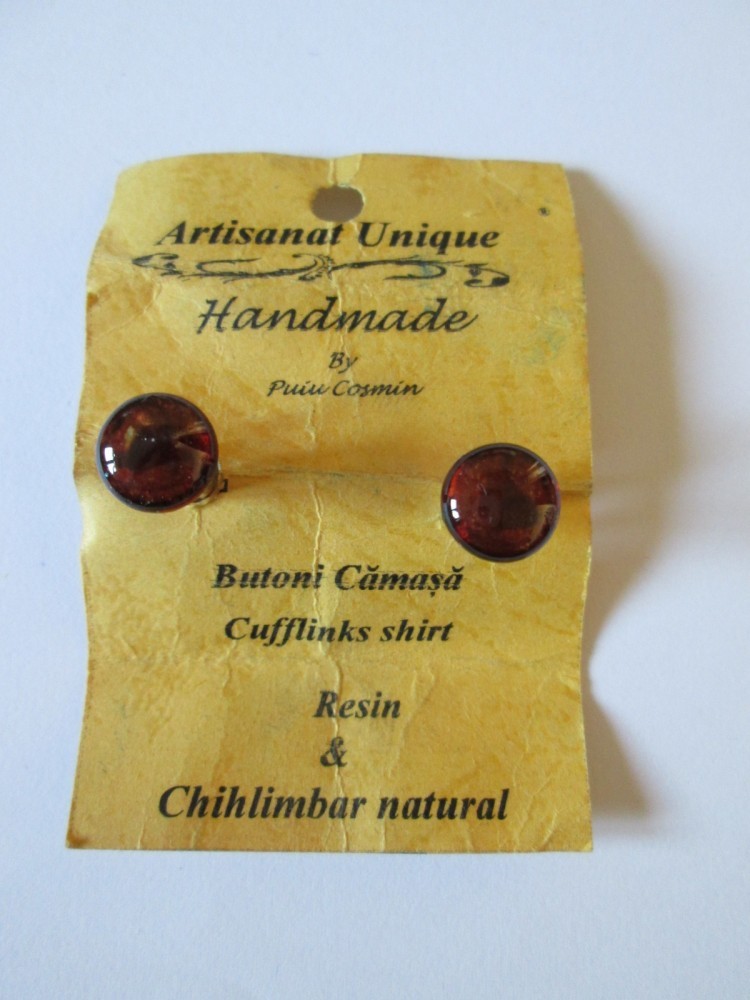 Artisanat Unique
Handmade
By
Puiu Cosmin
Butoni Cămașă
Cufflinks shirt
Resin
&
Chihlimbar natural